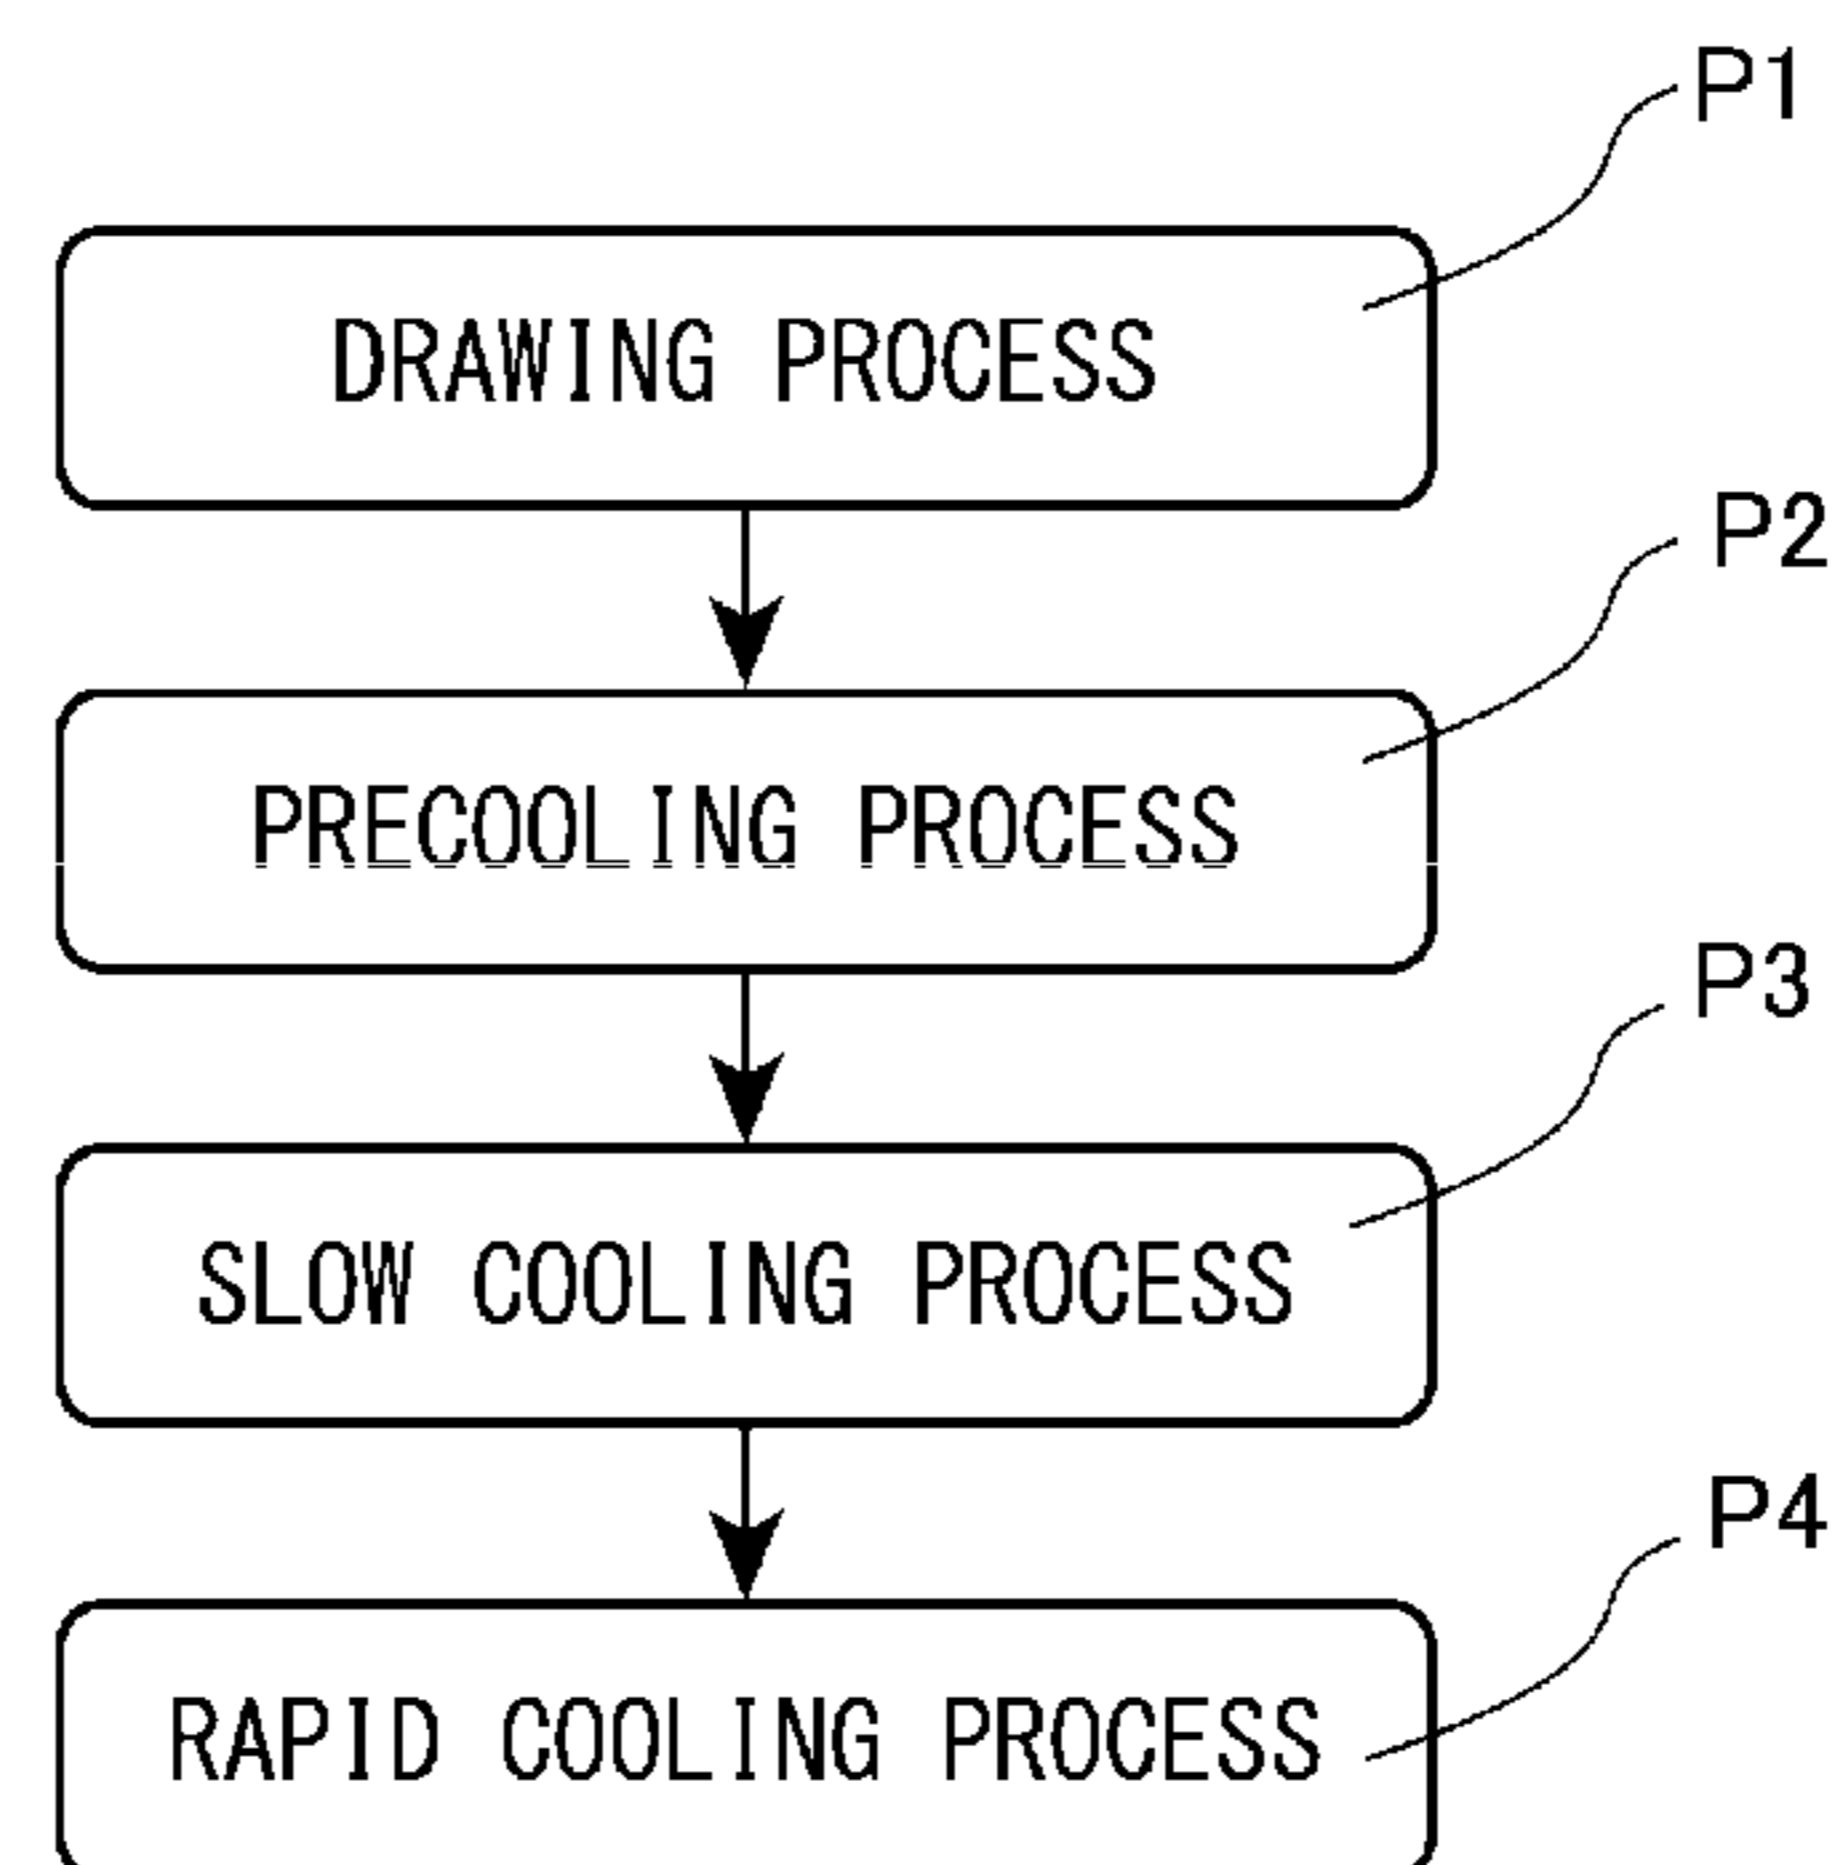 P1
DRAWING PROCESS
P2
PRECOOLING PROCESS
P3
SLOW COOLING PROCESS
P4
RAPID COOLING PROCESS